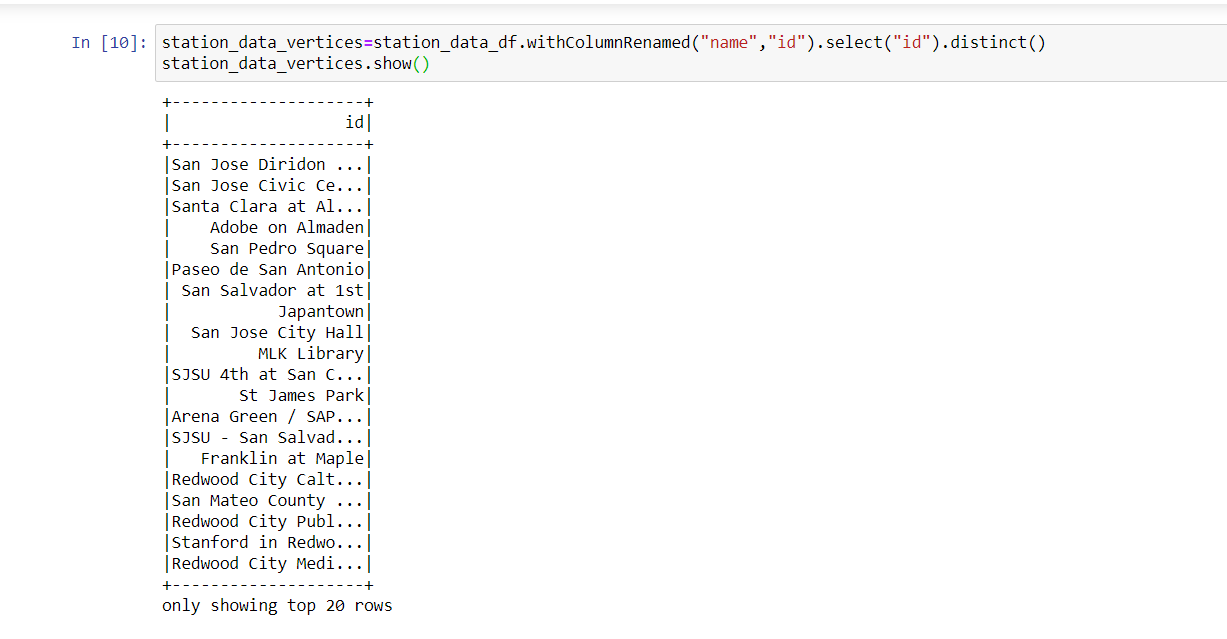 In [10]: station_data_vertices=station_data_df.withColumnRenamed("name","id").select("id").distinct()
station_data_vertices.show()
+--------------------+
|                  id|
+--------------------+
|San Jose Diridon ...|
|San Jose Civic Ce...|
|Santa Clara at Al...|
|    Adobe on Almaden|
|    San Pedro Square|
|Paseo de San Antonio|
| San Salvador at 1st|
|           Japantown|
|  San Jose City Hall|
|         MLK Library|
|SJSU 4th at San C...|
|       St James Park|
|Arena Green / SAP...|
|SJSU - San Salvad...|
|   Franklin at Maple|
|Redwood City Calt...|
|San Mateo County ...|
|Redwood City Publ...|
|Stanford in Redwo...|
|Redwood City Medi...|
+--------------------+
only showing top 20 rows